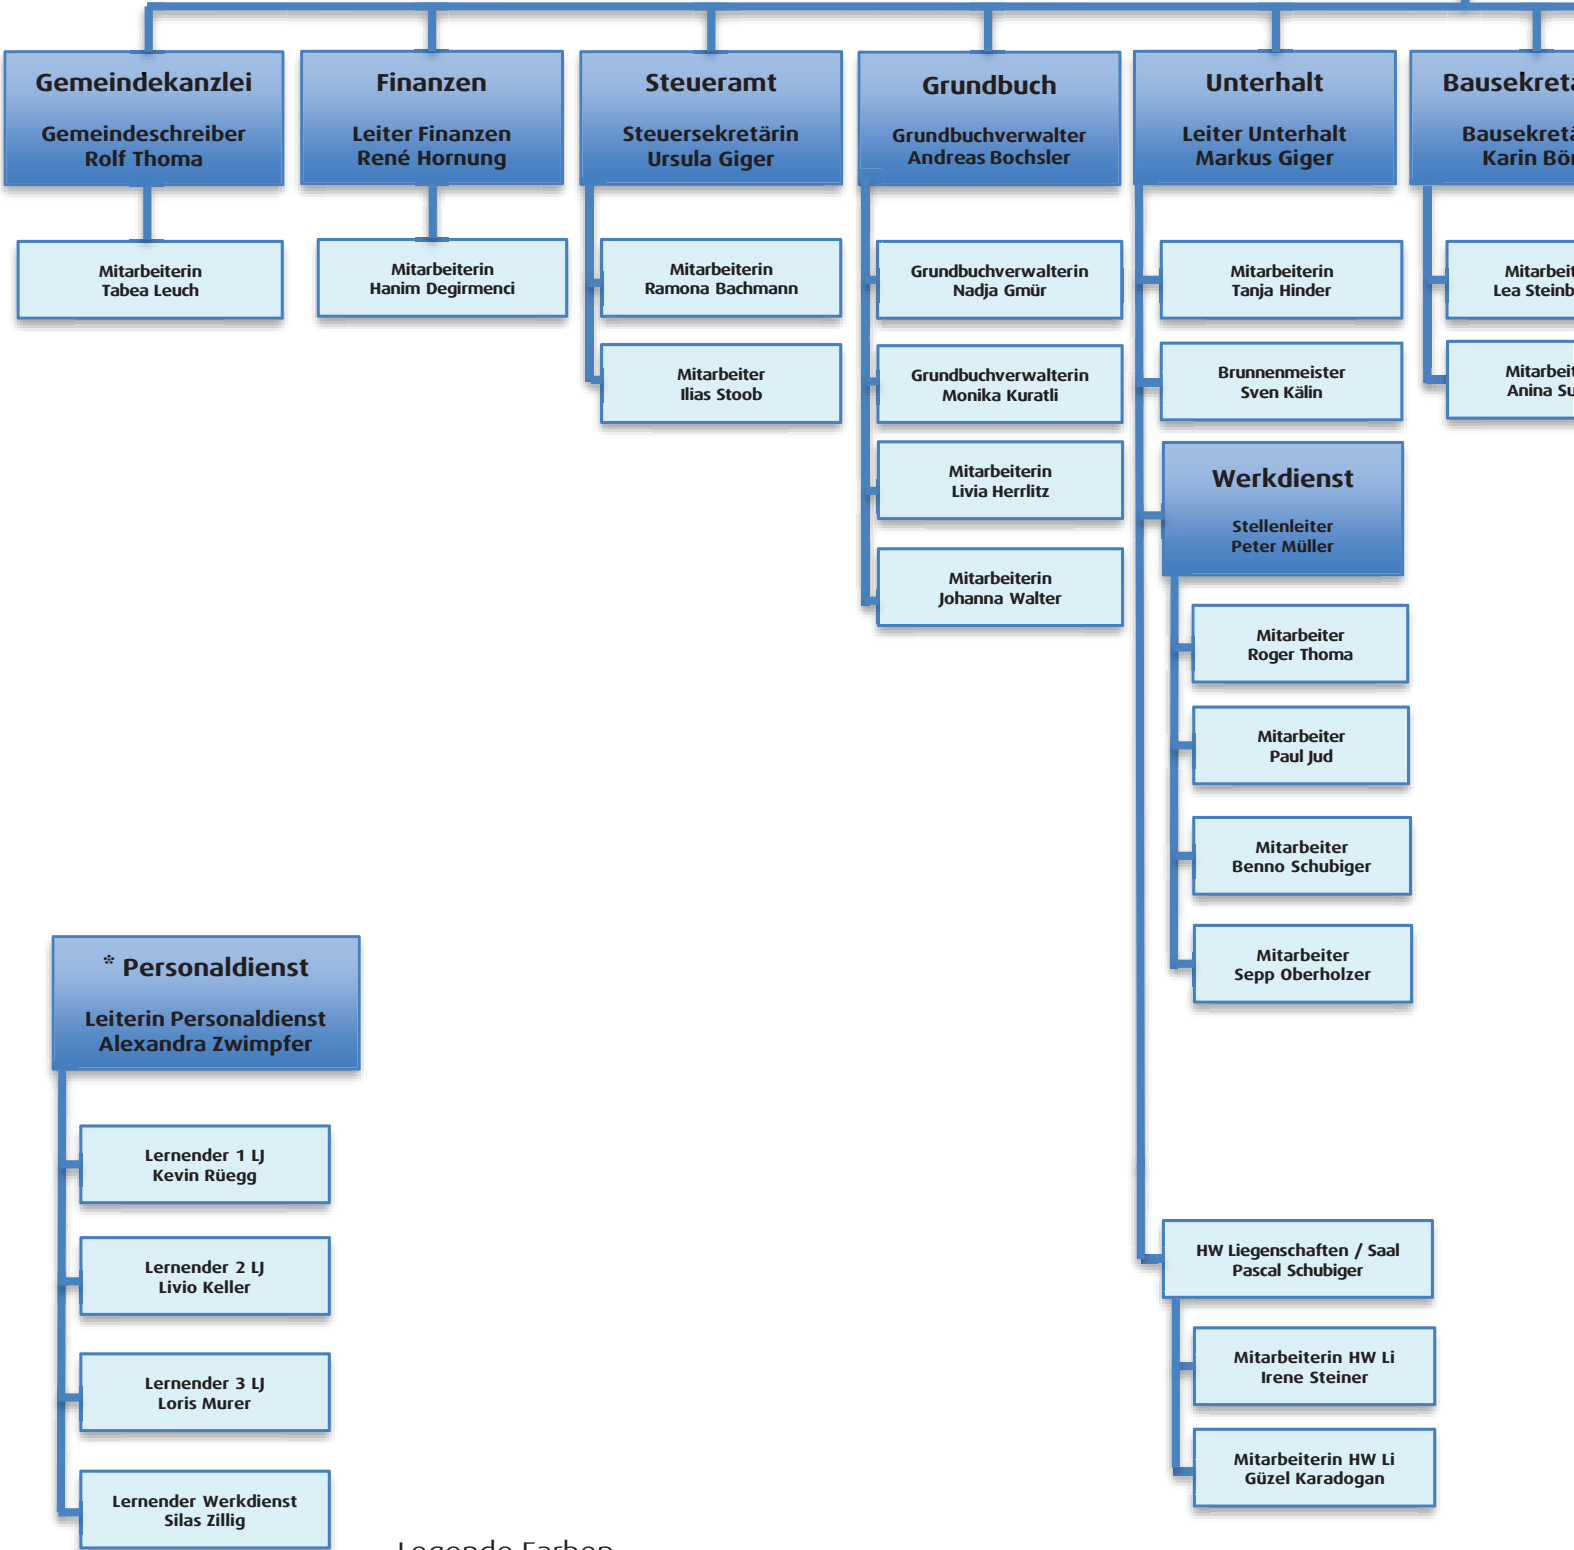 Gemeindekanzlei
Gemeindeschreiber
Rolf Thoma
Mitarbeiterin
Tabea Leuch
Finanzen
Leiter Finanzen
René Hornung
Mitarbeiterin
Hanim Degirmenci
Steueramt
Steuersekretärin
Ursula Giger
Mitarbeiterin
Ramona Bachmann
Mitarbeiter
Ilias Stoob
Grundbuch
Grundbuchverwalter
Andreas Bochsler
Grundbuchverwalterin
Nadja Gmür
Grundbuchverwalterin
Monika Kuratli
Mitarbeiterin
Livia Herrlitz
Mitarbeiterin
Johanna Walter
Unterhalt
Leiter Unterhalt
Markus Giger
Mitarbeiterin
Tanja Hinder
Brunnenmeister
Sven Kälin
Werkdienst
Stellenleiter
Peter Müller
Mitarbeiter
Roger Thoma
Mitarbeiter
Paul Jud
Mitarbeiter
Benno Schubiger
Mitarbeiter
Sepp Oberholzer
HW Liegenschaften / Saal
Pascal Schubiger
Mitarbeiterin HW Li
Irene Steiner
Mitarbeiterin HW Li
Güzel Karadogan
Karin
Lea
Anina
* Personaldienst
Leiterin Personaldienst
Alexandra Zwimpfer
Lernender 1 LJ
Kevin Rüegg
Lernender 2 LJ
Livio Keller
Lernender 3 LJ
Loris Murer
Lernender Werkdienst
Silas Zillig
Legende Farben